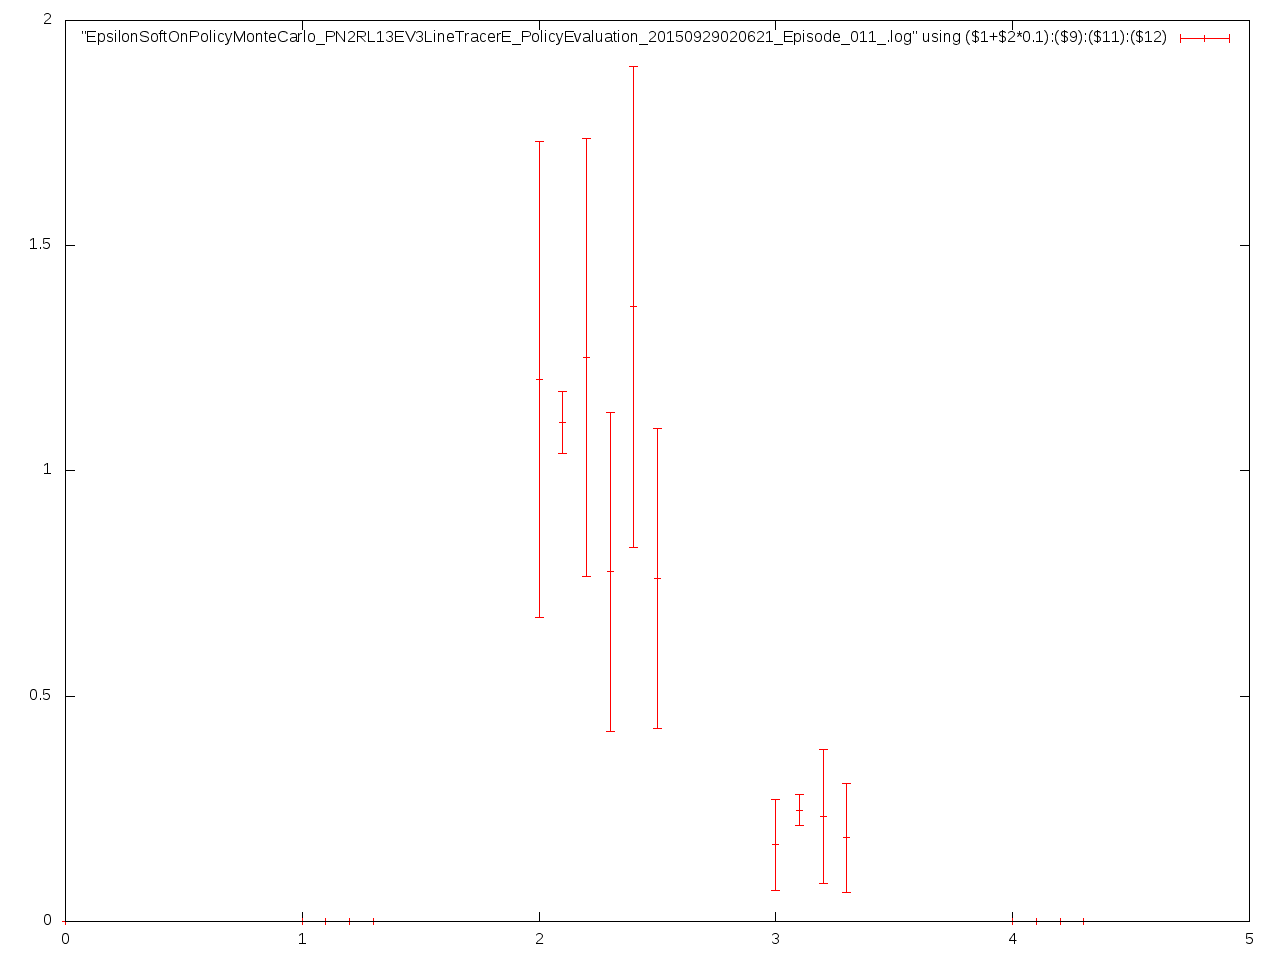 2
"EpsilonSoftOnPolicyMonteCarlo_PN2RL13EV3LineTracerE_PolicyEvaluation_20150929020621_Episode_011_.log" using ($1+$2*0.1):($9):($11):($12)
1.5
1
0.5
0
0 1 2 3 4 5